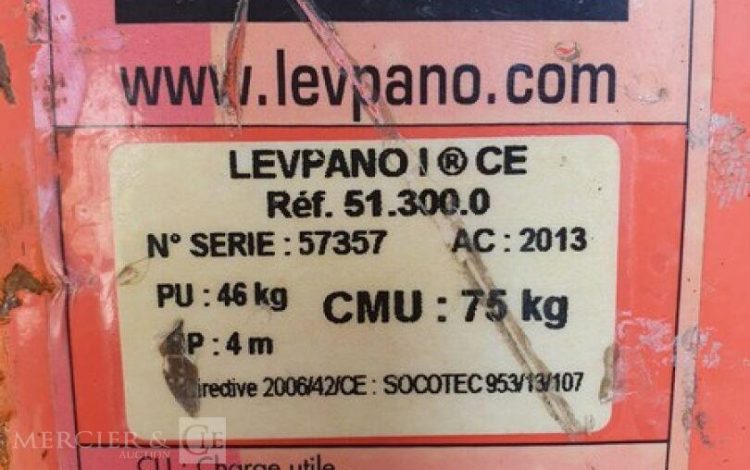 www.levpano.com
LEVPANO I ® CE
Réf. 51.300.0
N° SERIE : 57357 AC : 2013
PU : 46 kg CMU : 75 kg
P : 4 m
irective 2006/42/CE : SOCOTEC 953/13/107
MERCIER & CIE
AUCTION
CU : Charge utile